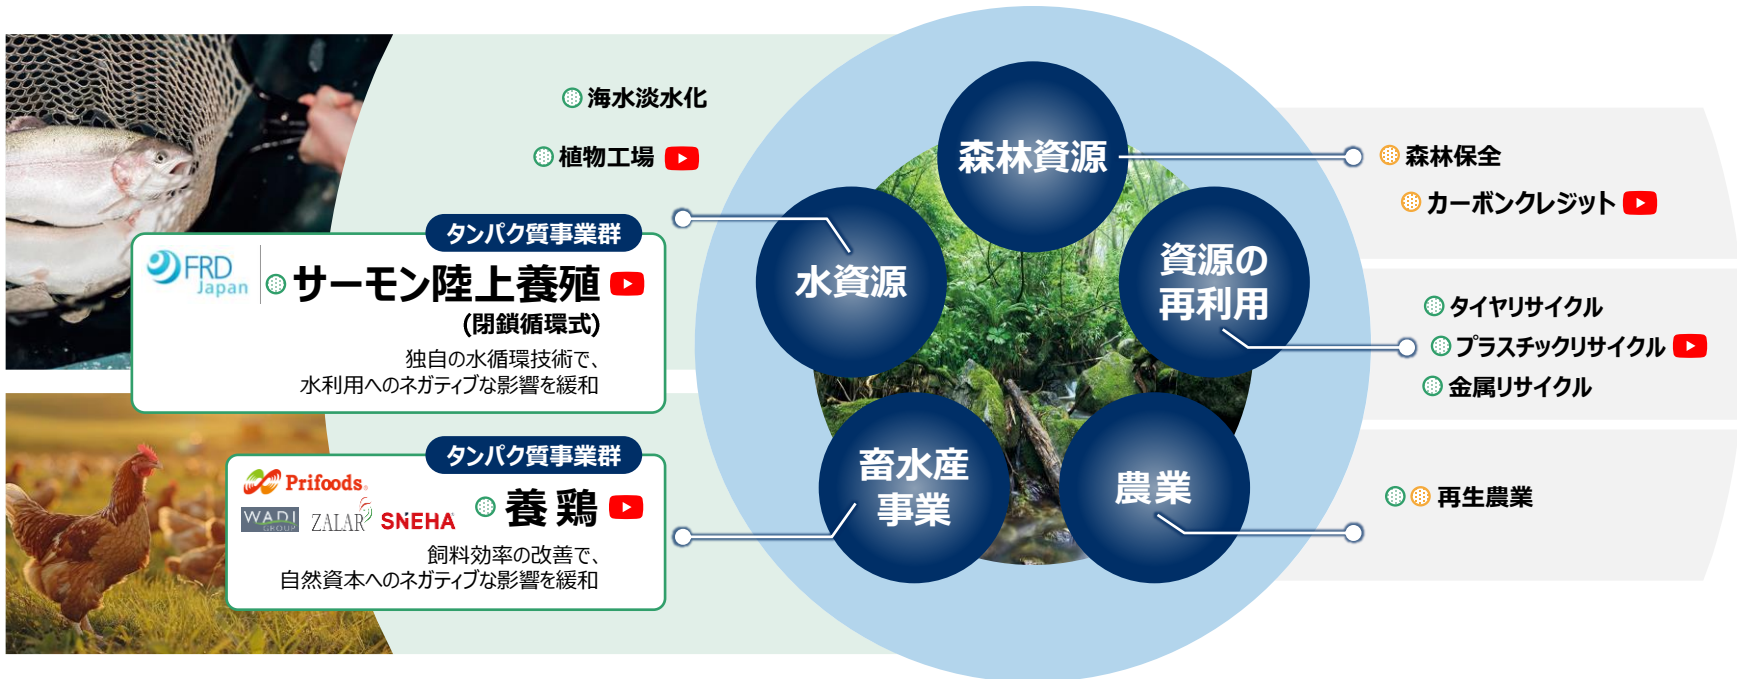 海水淡水化
植物工場
タンパク質事業群
FRD
Japan
サーモン陸上養殖
(閉鎖循環式)
独自の水循環技術で、
水利用へのネガティブな影響を緩和
タンパク質事業群
Prifoods
WADI
GROUP
ZALAR
SNEHA
養鶏
飼料効率の改善で、
自然資本へのネガティブな影響を緩和
森林資源
水資源
資源の
再利用
畜水産
事業
農業
森林保全
カーボンクレジット
タイヤリサイクル
プラスチックリサイクル
金属リサイクル
再生農業